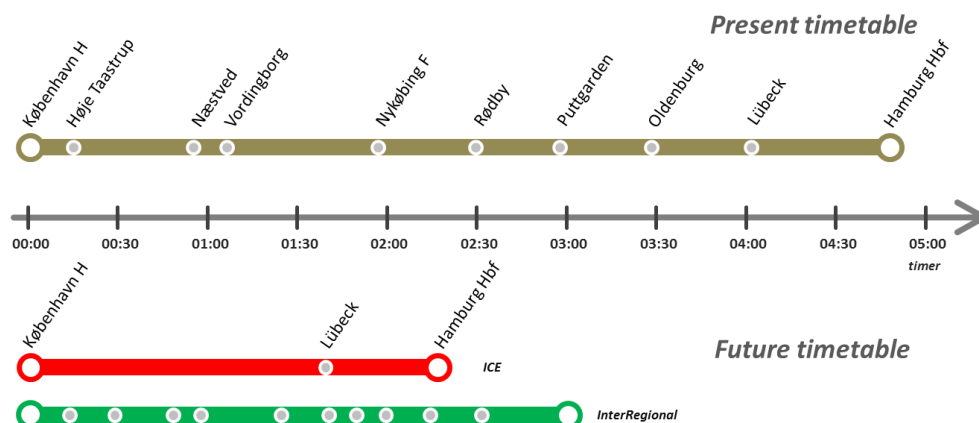 Present timetable
København H
Høje Taastrup
Næstved
Vordingborg
Nykøbing F
Rødby
Puttgarden
Oldenburg
Lübeck
Hamburg Hbf
00:00
00:30
01:00
01:30
02:00
02:30
03:00
03:30
04:00
04:30
05:00
timer
København H
Lübeck
Hamburg Hbf
ICE
Future timetable
InterRegional